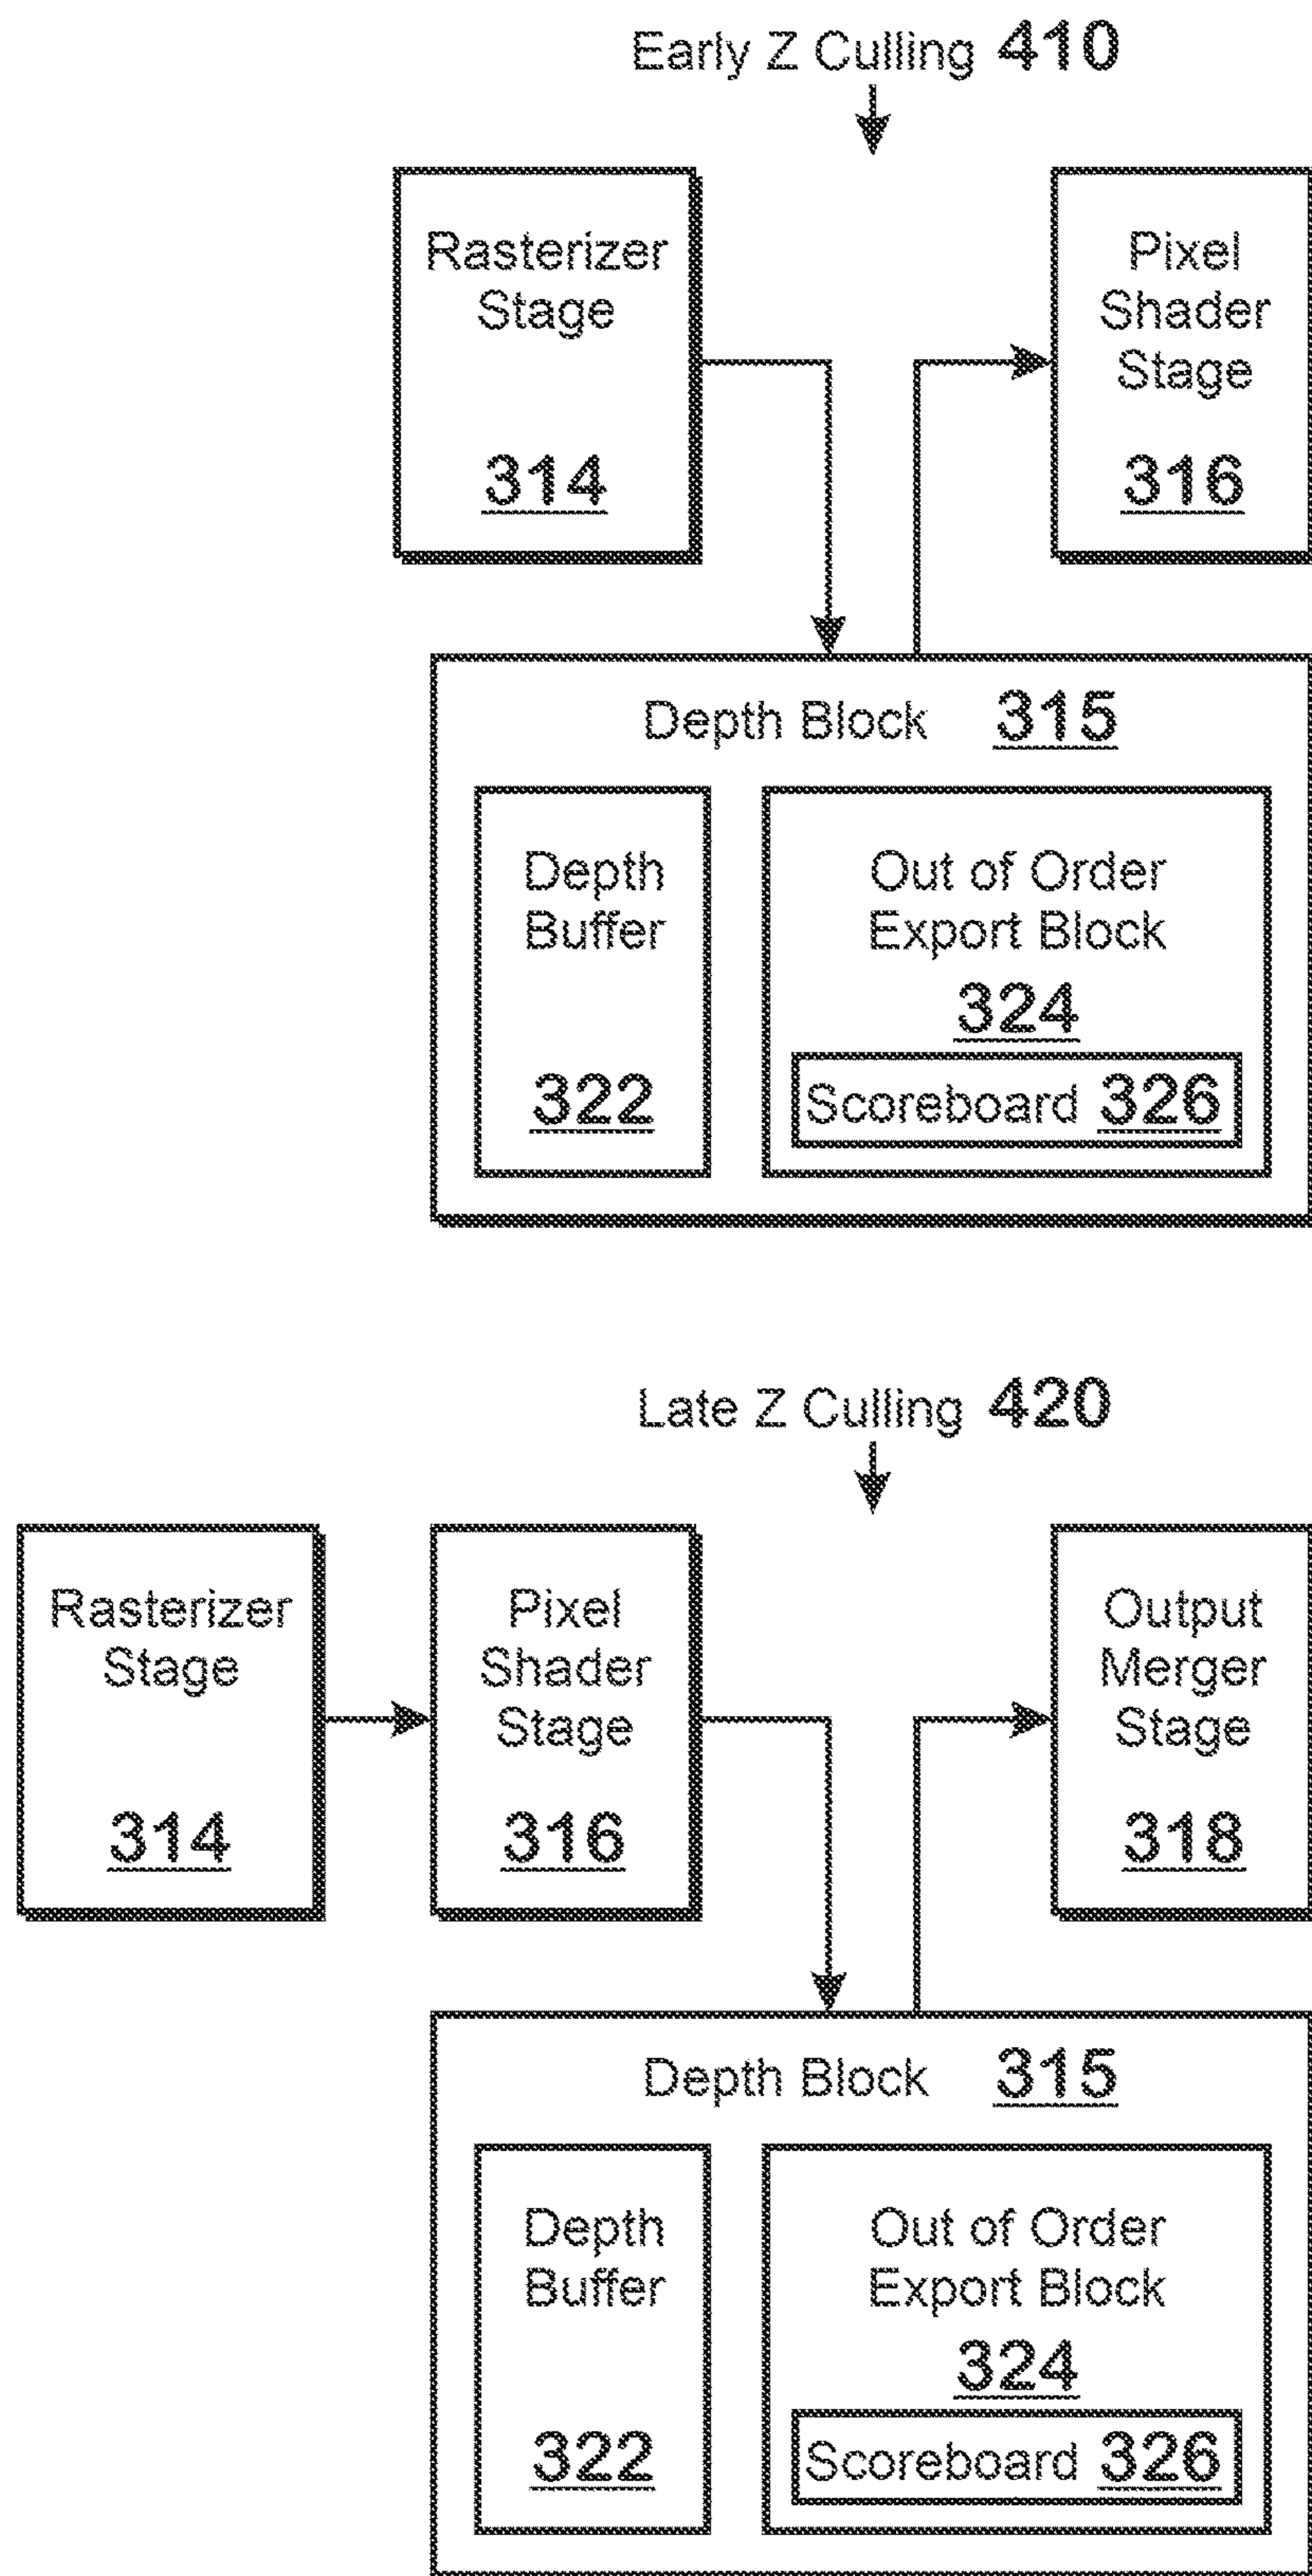 Early Z Culling 410
Rasterizer
Stage
314
Pixel
Shader
Stage
316
Depth Block 315
Depth
Buffer
322
Out of Order
Export Block
324
Scoreboard 326
Late Z Culling 420
Rasterizer
Stage
314
Pixel
Shader
Stage
316
Output
Merger
Stage
318
Depth Block 315
Depth
Buffer
322
Out of Order
Export Block
324
Scoreboard 326